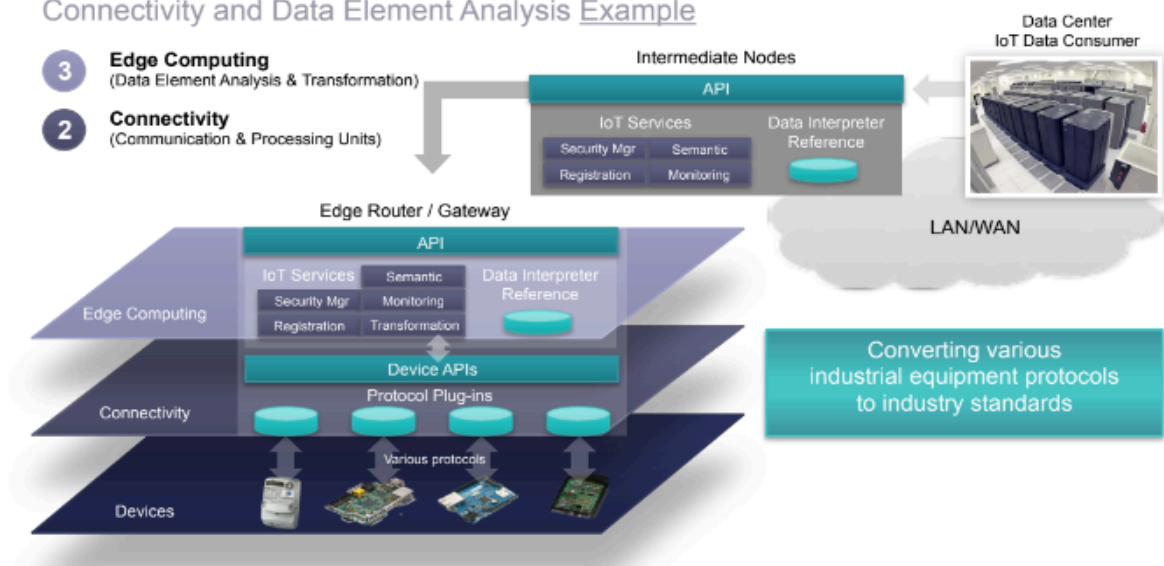 Connectivity and Data Element Analysis Example
3
Edge Computing
(Data Element Analysis & Transformation)
2
Connectivity
(Communication & Processing Units)
Data Center
IoT Data Consumer
Intermediate Nodes
API
IoT Services
Security Mgr
Semantic
Registration
Monitoring
Data Interpreter
Reference
LAN/WAN
Edge Router / Gateway
API
IoT Services
Semantic
Security Mgr
Monitoring
Registration
Transformation
Data Interpreter
Reference
Edge Computing
Device APIs
Protocol Plug-ins
Connectivity
Various protocols
Devices
Converting various
industrial equipment protocols
to industry standards